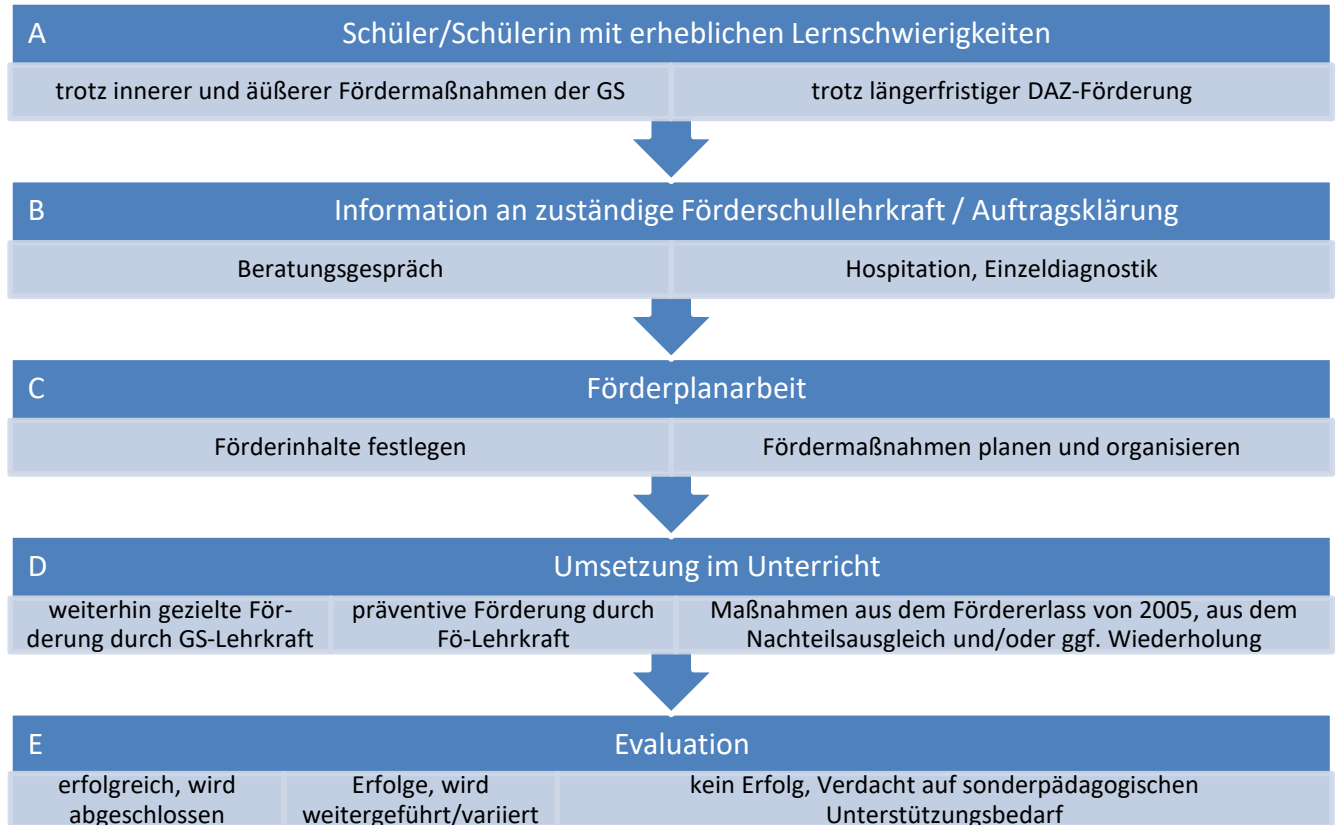 A Schüler/Schülerin mit erheblichen Lernschwierigkeiten
trotz innerer und äüßerer Fördermaßnahmen der GS
trotz längerfristiger DAZ-Förderung
B Information an zuständige Förderschullehrkraft / Auftragsklärung
Beratungsgespräch
Hospitation, Einzeldiagnostik
C Förderplanarbeit
Förderinhalte festlegen
Fördermaßnahmen planen und organisieren
D Umsetzung im Unterricht
weiterhin gezielte För-
derung durch GS-Lehrkraft
präventive Förderung durch
Fö-Lehrkraft
Maßnahmen aus dem Fördererlass von 2005, aus dem
Nachteilsausgleich und/oder ggf. Wiederholung
E Evaluation
erfolgreich, wird
abgeschlossen
Erfolge, wird
weitergeführt/variiert
kein Erfolg, Verdacht auf sonderpädagogischen
Unterstützungsbedarf